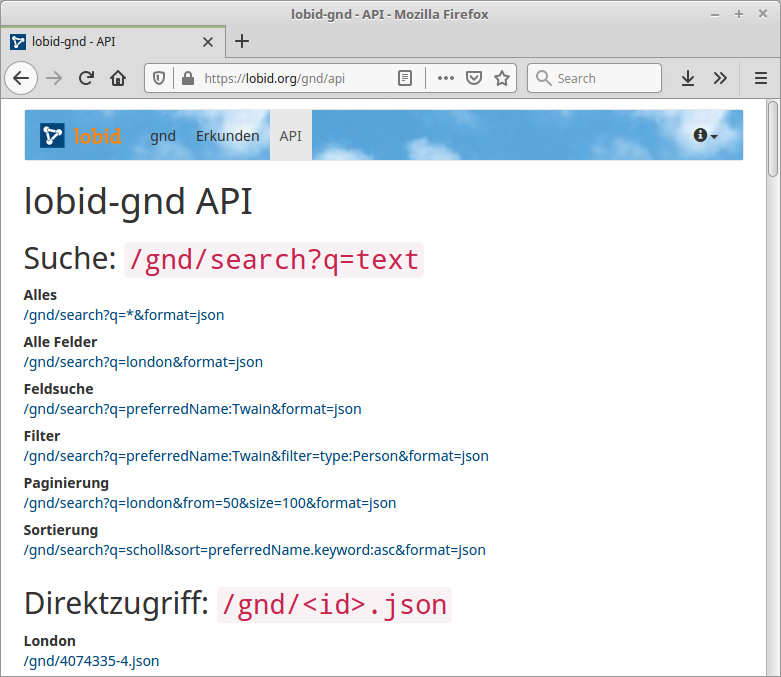 lobid-gnd - API - Mozilla Firefox
lobid-gnd - API
https://lobid.org/gnd/api
Search
lobid gnd Erkunden API
lobid-gnd API
Suche: /gnd/search?q=text
Alles
/gnd/search?q=*&format=json
Alle Felder
/gnd/search?q=london&format=json
Feldsuche
/gnd/search?q=preferredName:Twain&format=json
Filter
/gnd/search?q=preferredName:Twain&filter=type:Person&format=json
Paginierung
/gnd/search?q=london&from=50&size=100&format=json
Sortierung
/gnd/search?q=scholl&sort=preferredName.keyword:asc&format=json
Direktzugriff: /gnd/<id>.json
London
/gnd/4074335-4.json